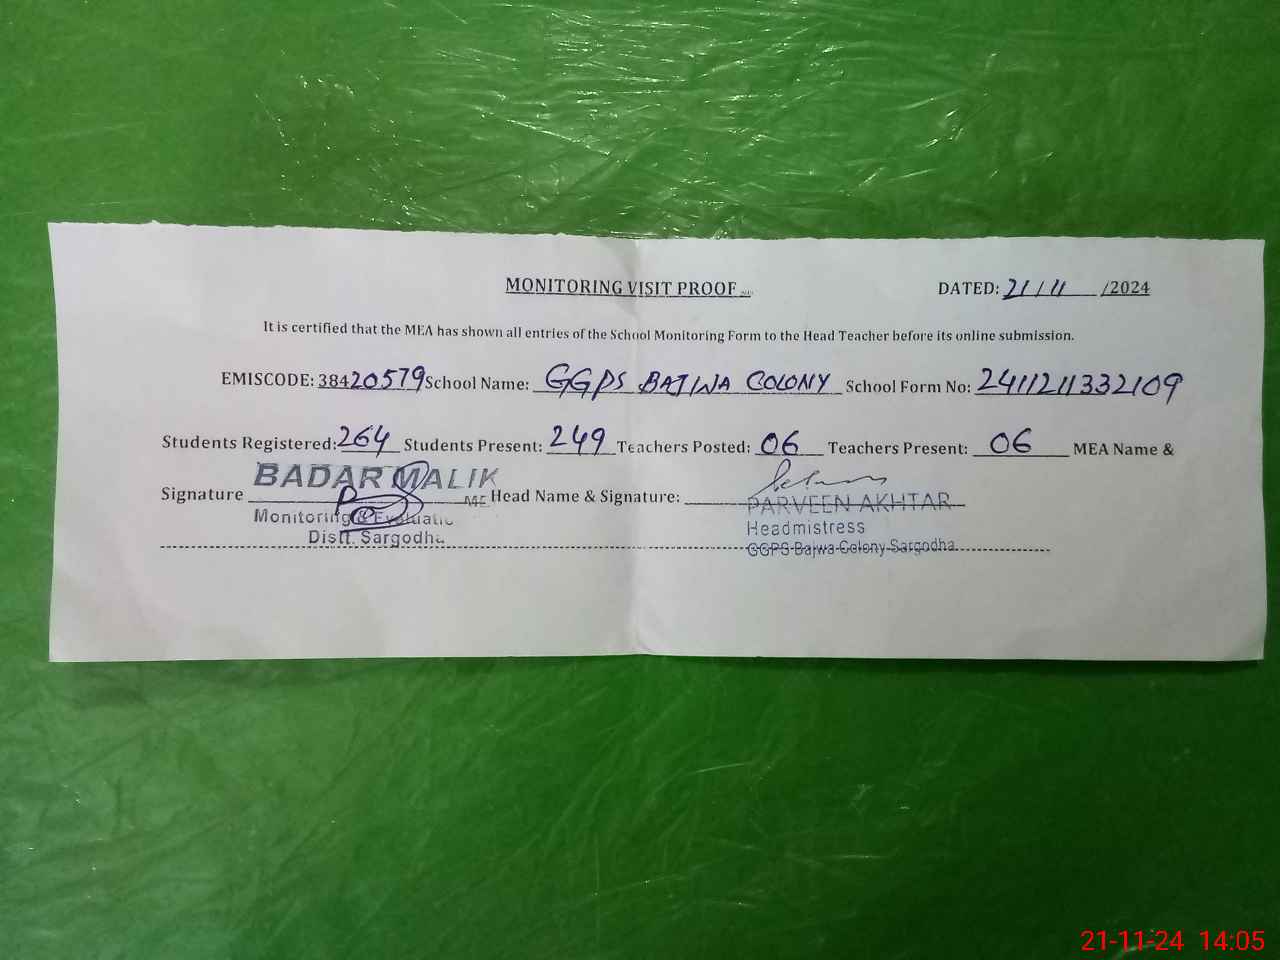 MONITORING VISIT PROOF
DATED: 21/11/2024
It is certified that the MEA has shown all entries of the School Monitoring Form to the Head Teacher before its online submission.
EMISCODE: 38420579 School Name: GGPS BAJWA COLONY School Form No: 2411211332109
Students Registered: 264 Students Present: 249 Teachers Posted: 06 Teachers Present: 06 MEA Name &
BADAR MALIK
Signature ME Head Name & Signature: PARVEEN AKHTAR
Monitoring & Evaluatio
Headmistress
Distt. Sargodha
GGPS Bajwa Colony Sargodha
21-11-24 14:05